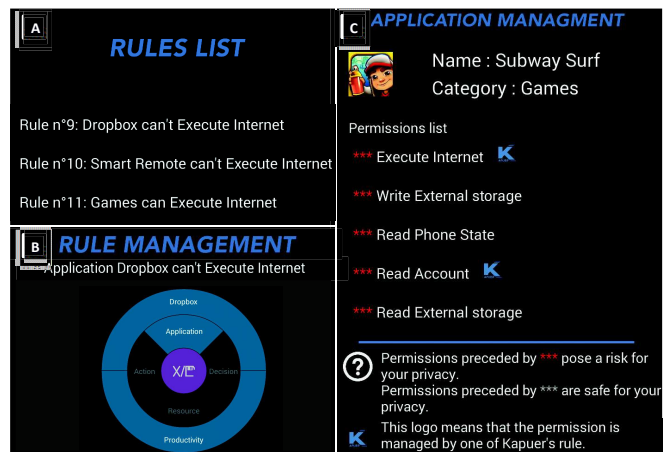 A
RULES LIST
Rule n°9: Dropbox can't Execute Internet
Rule n°10: Smart Remote can't Execute Internet
Rule n°11: Games can Execute Internet
B
RULE MANAGEMENT
Application Dropbox can't Execute Internet
Dropbox
Application
Action
Decision
Resource
Productivity
C
APPLICATION MANAGMENT
Name : Subway Surf
Category : Games
Permissions list
*** Execute Internet K
*** Write External storage
*** Read Phone State
*** Read Account K
*** Read External storage
? Permissions preceded by *** pose a risk for
your privacy.
Permissions preceded by *** are safe for your
privacy.
K This logo means that the permission is
managed by one of Kapuer's rule.